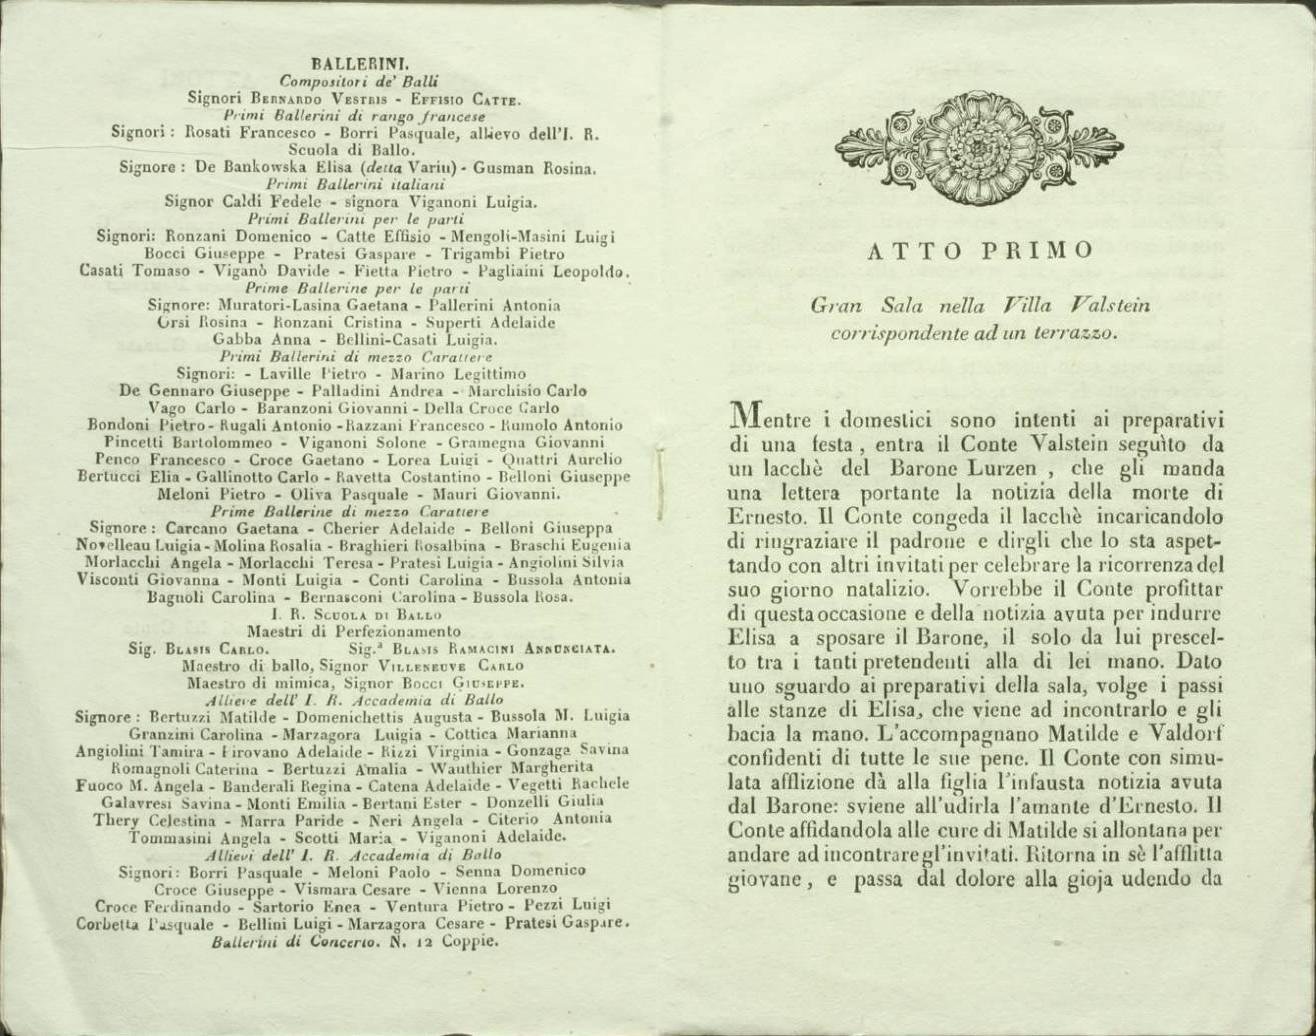 BALLERINI.
Compositori de' Balli
Signori BERNARDO VESTRIS - EFFISIO CATTE.
Primi Ballerini di rango francese
Signori : Rosati Francesco - Borri Pasquale, allievo dell'I. R.
Scuola di Ballo.
Signore : De Bankowska Elisa (detta Variu) - Gusman Rosina.
Primi Ballerini italiani
Signor Caldi Fedele - signora Viganoni Luigia.
Primi Ballerini per le parti
Signori: Ronzani Domenico - Catte Effisio - Mengoli-Masini Luigi
Bocci Giuseppe - Pratesi Gaspare - Trigambi Pietro
Casati Tomaso - Viganò Davide - Fietta Pietro - Pagliaini Leopoldo.
Prime Ballerine per le parti
Signore: Muratori-Lasina Gaetana - Pallerini Antonia
Orsi Rosina - Ronzani Cristina - Superti Adelaide
Gabba Anna - Bellini-Casati Luigia.
Primi Ballerini di mezzo Carattere
Signori: - Laville Pietro - Marino Legittimo
De Gennaro Giuseppe - Palladini Andrea - Marchisio Carlo
Vago Carlo - Baranzoni Giovanni - Della Croce Carlo
Bondoni Pietro - Rugali Antonio - Razzani Francesco - Rumolo Antonio
Pincetti Bartolommeo - Viganoni Solone - Gramegna Giovanni
Penco Francesco - Croce Gaetano - Lorea Luigi - Quattri Aurelio
Bertucci Elia - Gallinotto Carlo - Ravetta Costantino - Belloni Giuseppe
Meloni Pietro - Oliva Pasquale - Mauri Giovanni.
Prime Ballerine di mezzo Carattere
Signore : Carcano Gaetana - Cherier Adelaide - Belloni Giuseppa
Novelleau Luigia - Molina Rosalia - Braghieri Rosalbina - Braschi Eugenia
Morlacchi Angela - Morlacchi Teresa - Pratesi Luigia - Angiolini Silvia
Visconti Giovanna - Monti Luigia - Conti Carolina - Bussola Antonia
Bagnoli Carolina - Bernasconi Carolina - Bussola Rosa.
I. R. SCUOLA DI BALLO
Maestri di Perfezionamento
Sig. BLASIS CARLO. Sig.ª BLASIS RAMACINI ANNUNCIATA.
Maestro di ballo, Signor VILLENEUVE CARLO
Maestro di mimica, Signor BOCCI GIUSEPPE.
Allieve dell' I. R. Accademia di Ballo
Signore : Bertuzzi Matilde - Domenichettis Augusta - Bussola M. Luigia
Granzini Carolina - Marzagora Luigia - Cottica Marianna
Angiolini Tamira - Pirovano Adelaide - Rizzi Virginia - Gonzaga Savina
Romagnoli Caterina - Bertuzzi Amalia - Wauthier Margherita
Fuoco M. Angela - Banderali Regina - Catena Adelaide - Vegetti Rachele
Galavresi Savina - Monti Emilia - Bertani Ester - Donzelli Giulia
Thery Celestina - Marra Paride - Neri Angela - Citerio Antonia
Tommasini Angela - Scotti Maria - Viganoni Adelaide.
Allievi dell' I. R. Accademia di Ballo
Signori: Borri Pasquale - Meloni Paolo - Senna Domenico
Croce Giuseppe - Vismara Cesare - Vienna Lorenzo
Croce Ferdinando - Sartorio Enea - Ventura Pietro - Pezzi Luigi
Corbetta Pasquale - Bellini Luigi - Marzagora Cesare - Pratesi Gaspare.
Ballerini di Concerto. N. 12 Coppie.
ATTO PRIMO
Gran Sala nella Villa Valstein
corrispondente ad un terrazzo.
Mentre i domestici sono intenti ai preparativi
di una festa , entra il Conte Valstein seguìto da
un lacchè del Barone Lurzen , che gli manda
una lettera portante la notizia della morte di
Ernesto. Il Conte congeda il lacchè incaricandolo
di ringraziare il padrone e dirgli che lo sta aspet-
tando con altri invitati per celebrare la ricorrenza del
suo giorno natalizio. Vorrebbe il Conte profittar
di questa occasione e della notizia avuta per indurre
Elisa a sposare il Barone, il solo da lui prescel-
to tra i tanti pretendenti alla di lei mano. Dato
uno sguardo ai preparativi della sala, volge i passi
alle stanze di Elisa, che viene ad incontrarlo e gli
bacia la mano. L'accompagnano Matilde e Valdorf
confidenti di tutte le sue pene. Il Conte con simu-
lata afflizione dà alla figlia l'infausta notizia avuta
dal Barone: sviene all'udirla l'amante d'Ernesto. Il
Conte affidandola alle cure di Matilde si allontana per
andare ad incontrare gl'invitati. Ritorna in sè l'afflitta
giovane , e passa dal dolore alla gioja udendo da